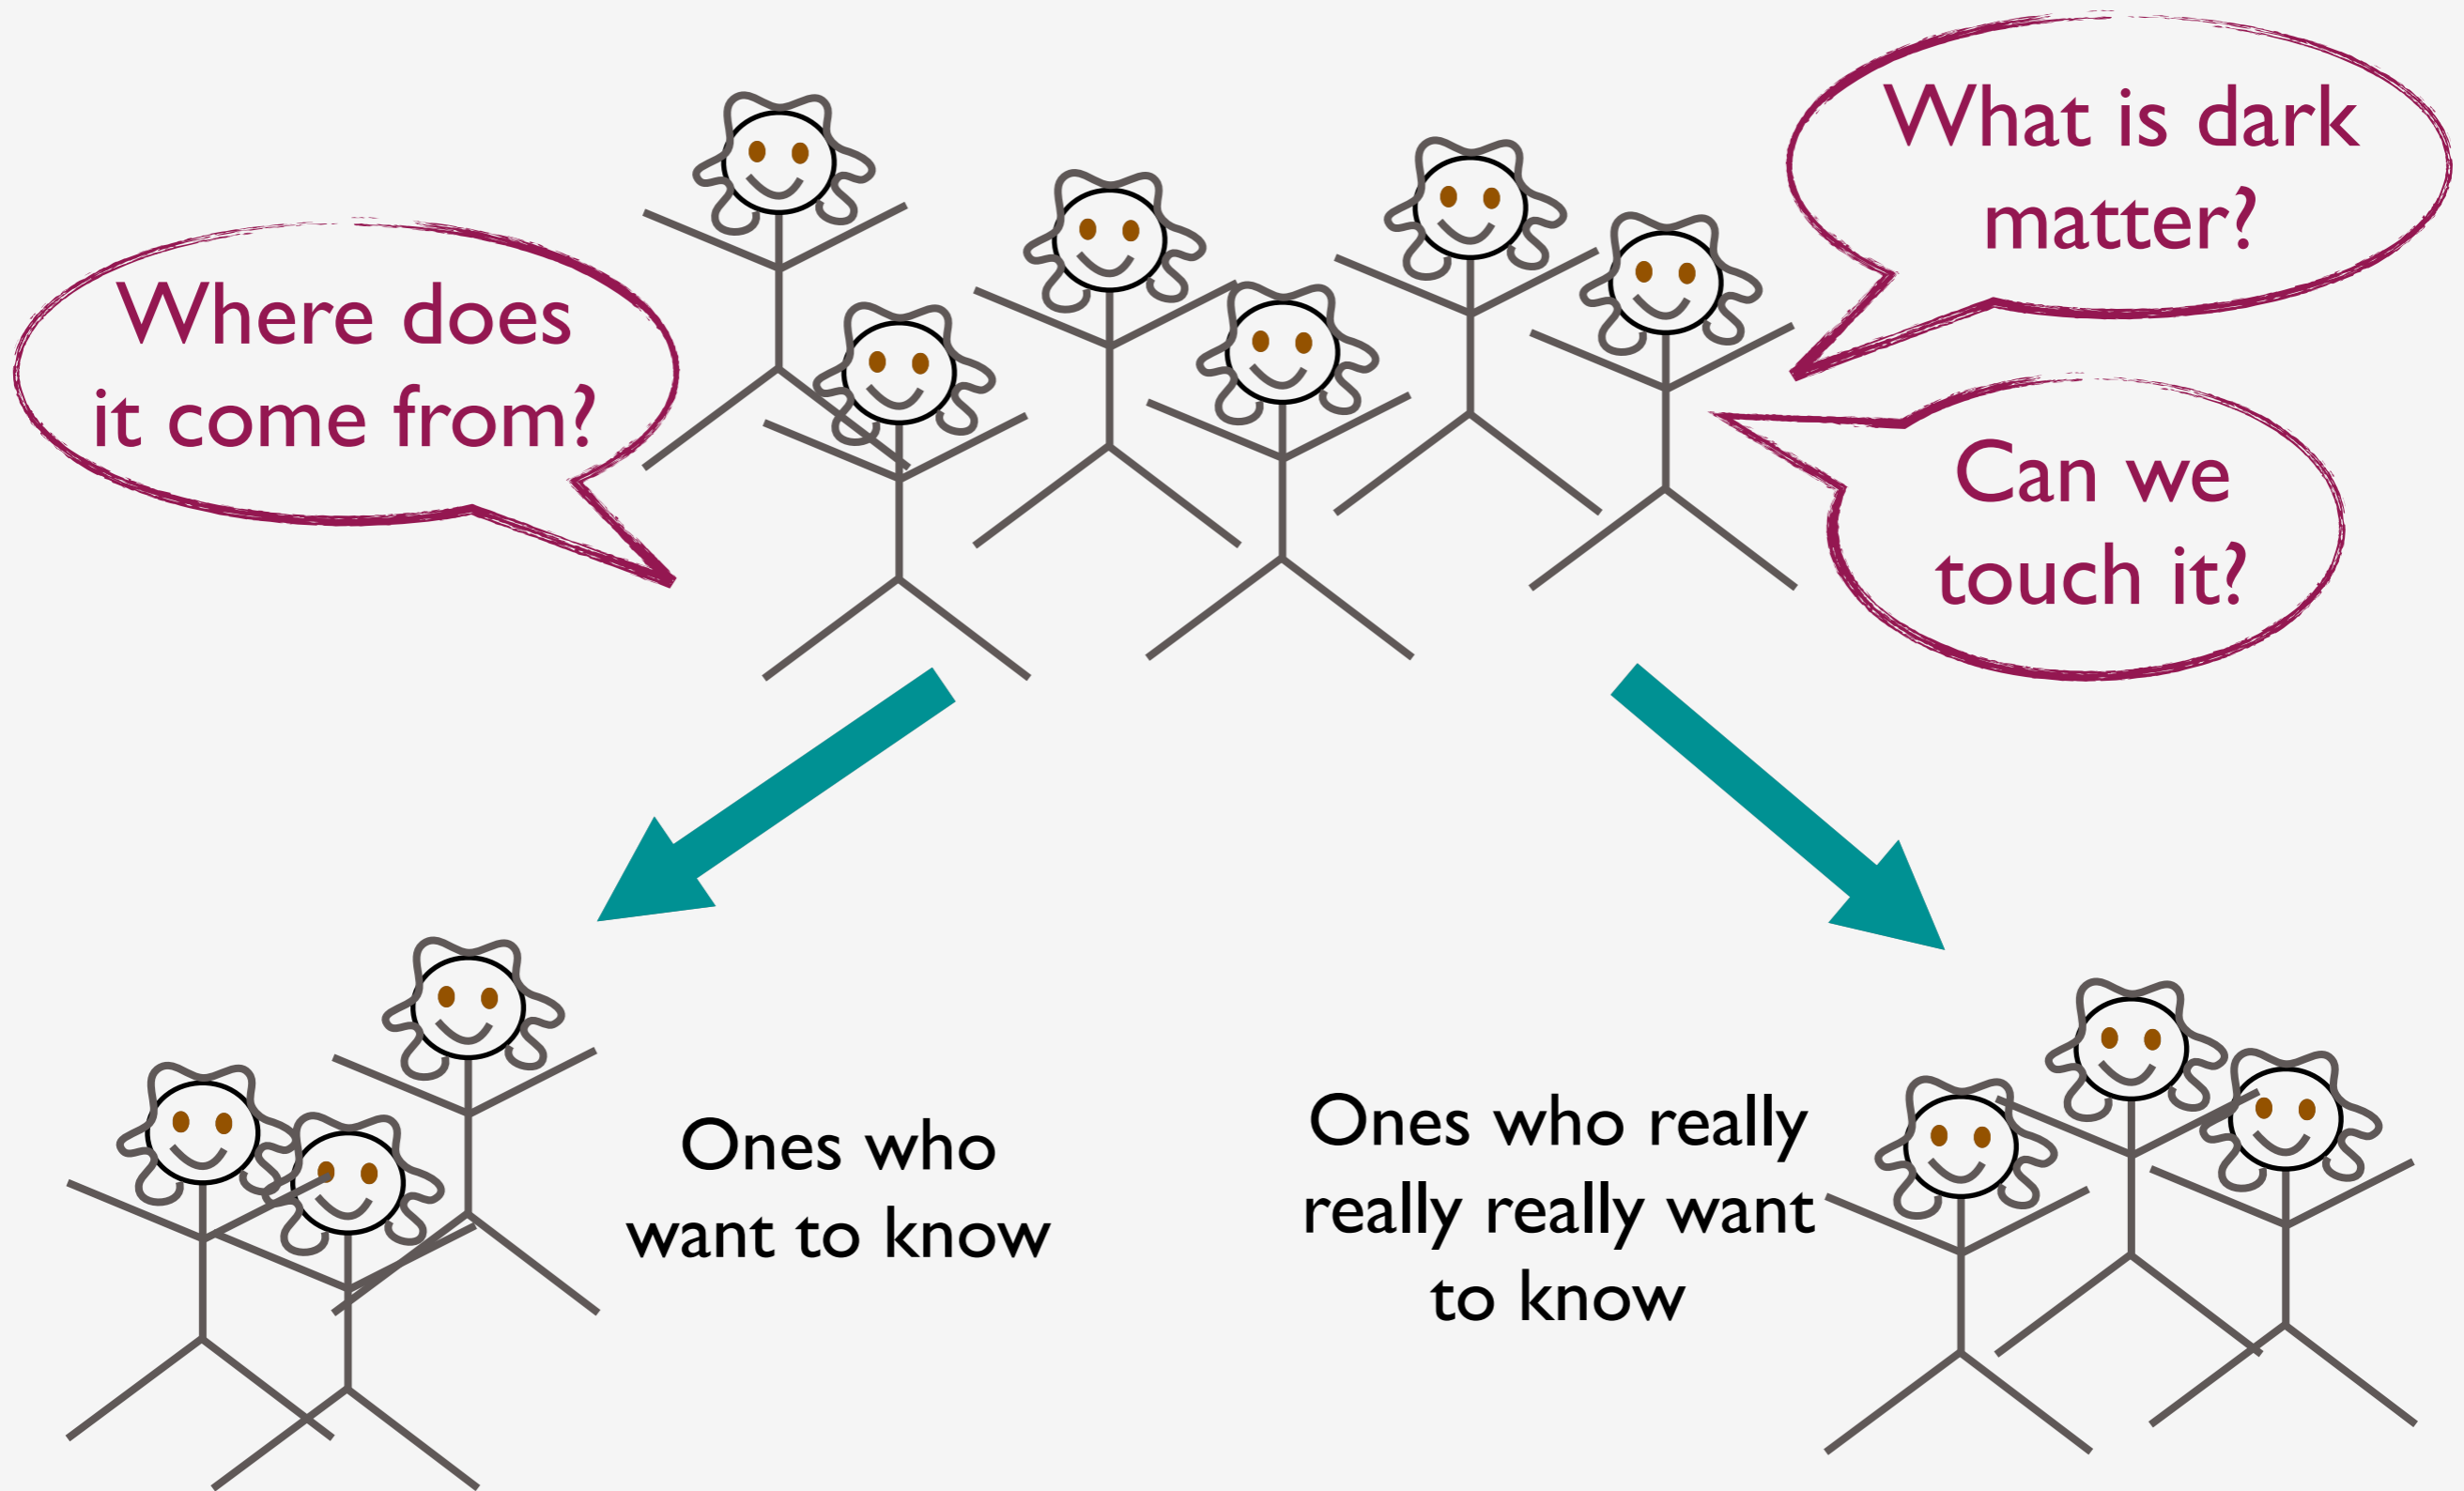 What is dark
matter?
Where does
it come from?
Can we
touch it?
Ones who
want to know
Ones who really
really really want
to know